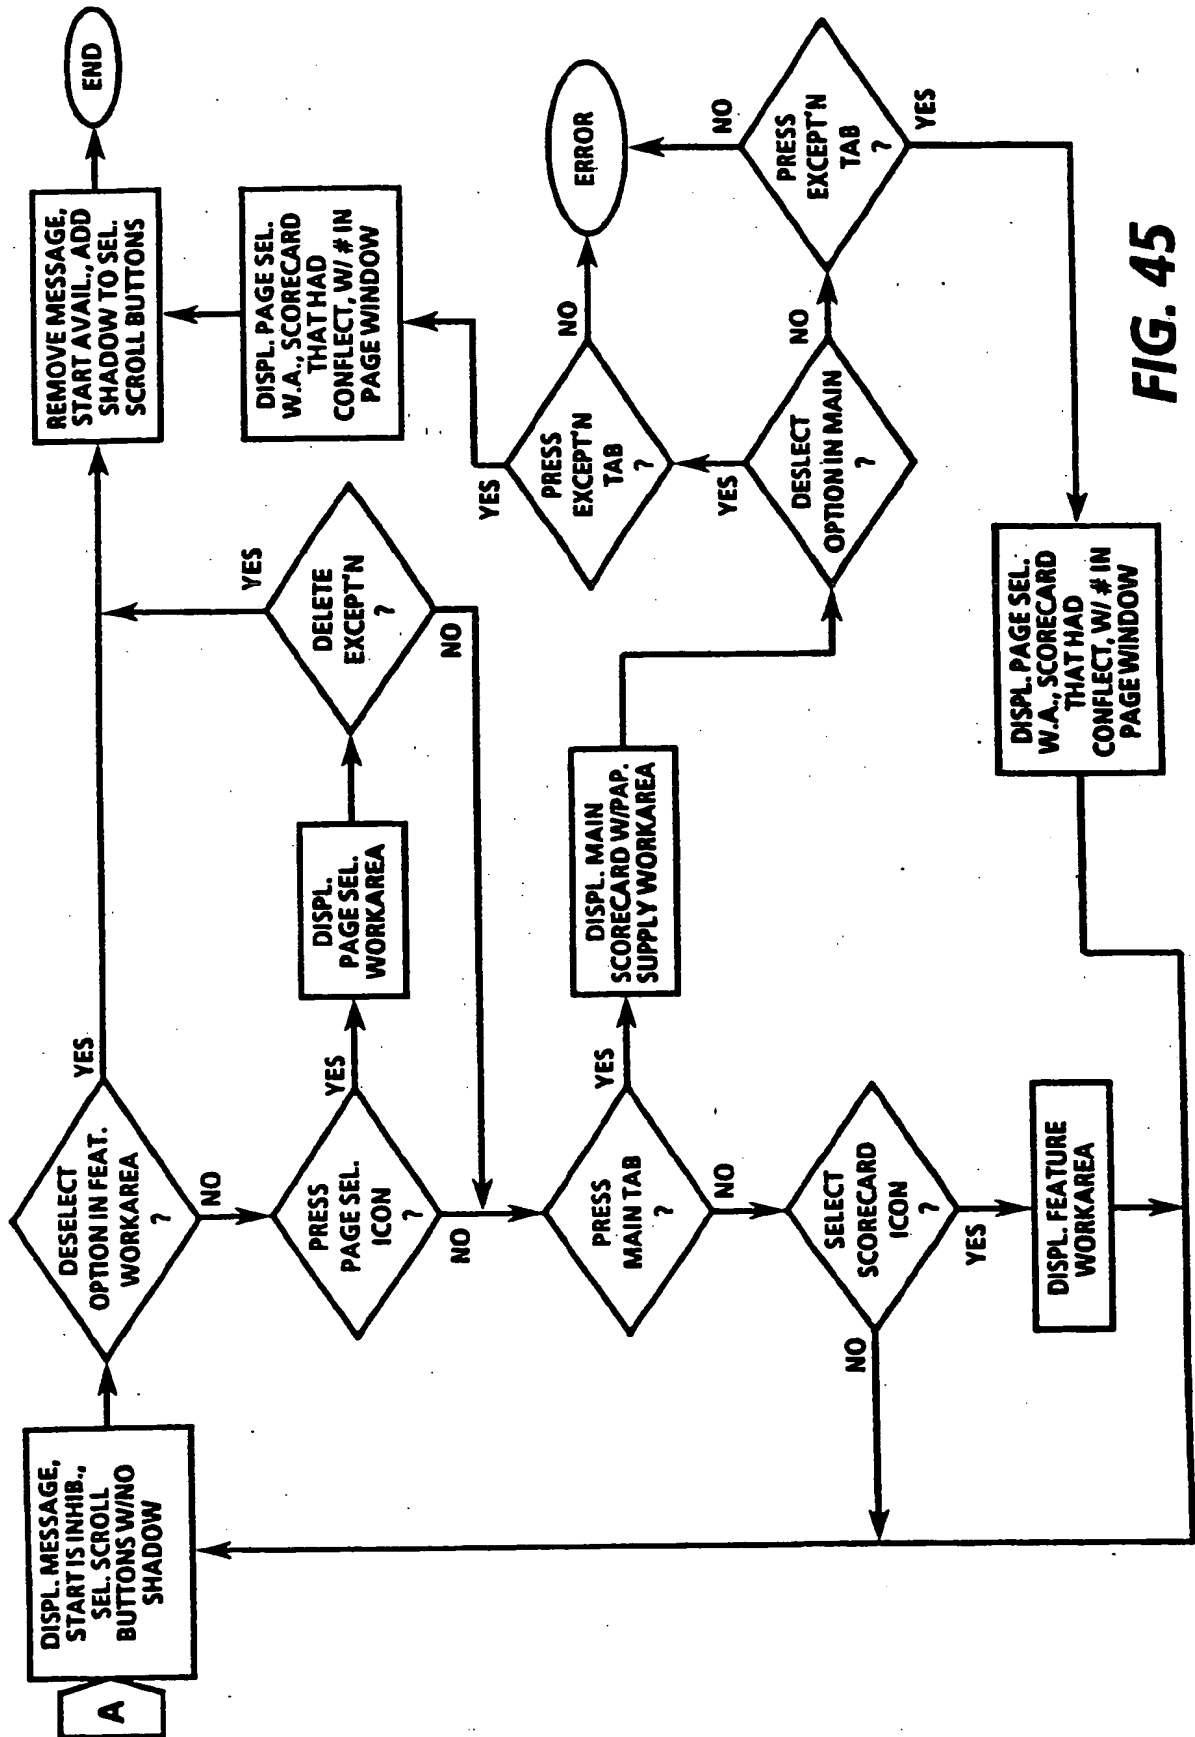 A
DISPL. MESSAGE,
START IS INHIB.,
SEL. SCROLL
BUTTONS W/NO
SHADOW
DESELECT
OPTION IN FEAT.
WORKAREA
?
YES
NO
REMOVE MESSAGE,
START AVAIL., ADD
SHADOW TO SEL.
SCROLL BUTTONS
END
PRESS
PAGE SEL.
ICON
?
YES
NO
DISPL.
PAGE SEL.
WORKAREA
DELETE
EXCEPT'N
?
YES
NO
DISPL. PAGE SEL.
W.A., SCORECARD
THAT HAD
CONFLECT, W/ # IN
PAGE WINDOW
PRESS
MAIN TAB
?
YES
NO
DISPL. MAIN
SCORECARD W/PAP.
SUPPLY WORKAREA
PRESS
EXCEPT'N
TAB
?
YES
NO
ERROR
SELECT
SCORECARD
ICON
?
NO
YES
DESLECT
OPTION IN MAIN
?
YES
NO
PRESS
EXCEPT'N
TAB
?
NO
YES
DISPL. FEATURE
WORKAREA
DISPL. PAGE SEL.
W.A., SCORECARD
THAT HAD
CONFLECT, W/ # IN
PAGE WINDOW
FIG. 45